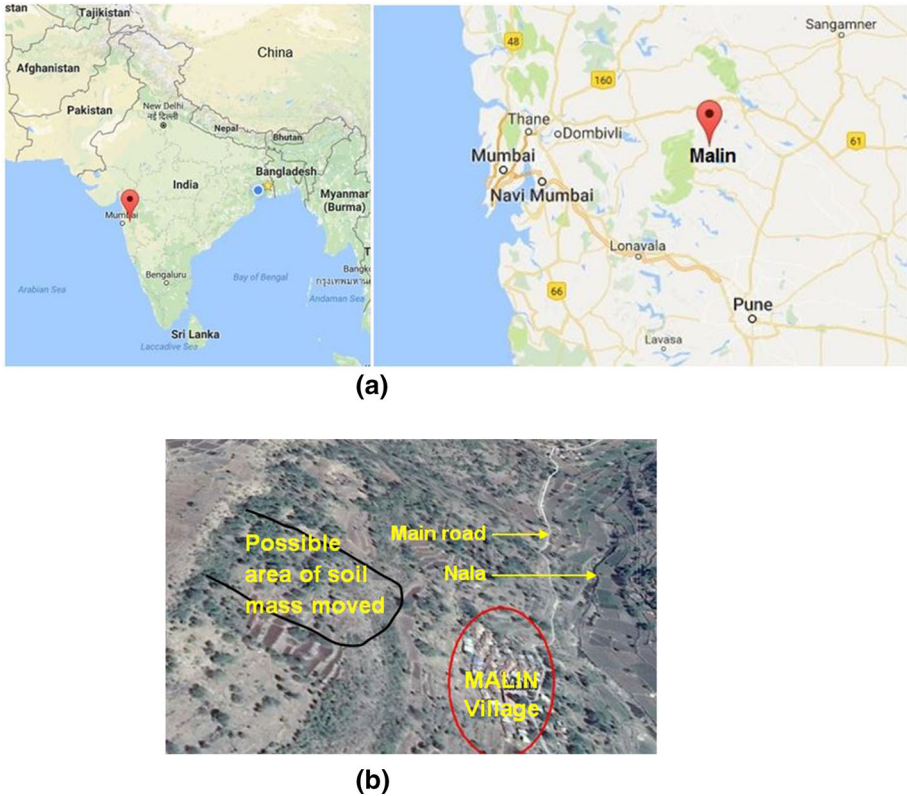 stan
Tajikistan
Afghanistan
China
Pakistan
New Delhi
नई दिल्ली
Nepal
Bhutan
Bangladesh
India
Myanmar
(Burma)
Mumbai
Bengaluru
Bay of Bengal
Arabian Sea
Andaman Sea
Sri Lanka
Laccadive Sea
Sangamner
48
160
Thane
Dombivli
61
Mumbai
Malin
Navi Mumbai
Lonavala
66
Pune
Lavasa
(a)
Possible
area of soil
mass moved
Main road
Nala
MALIN
Village
(b)